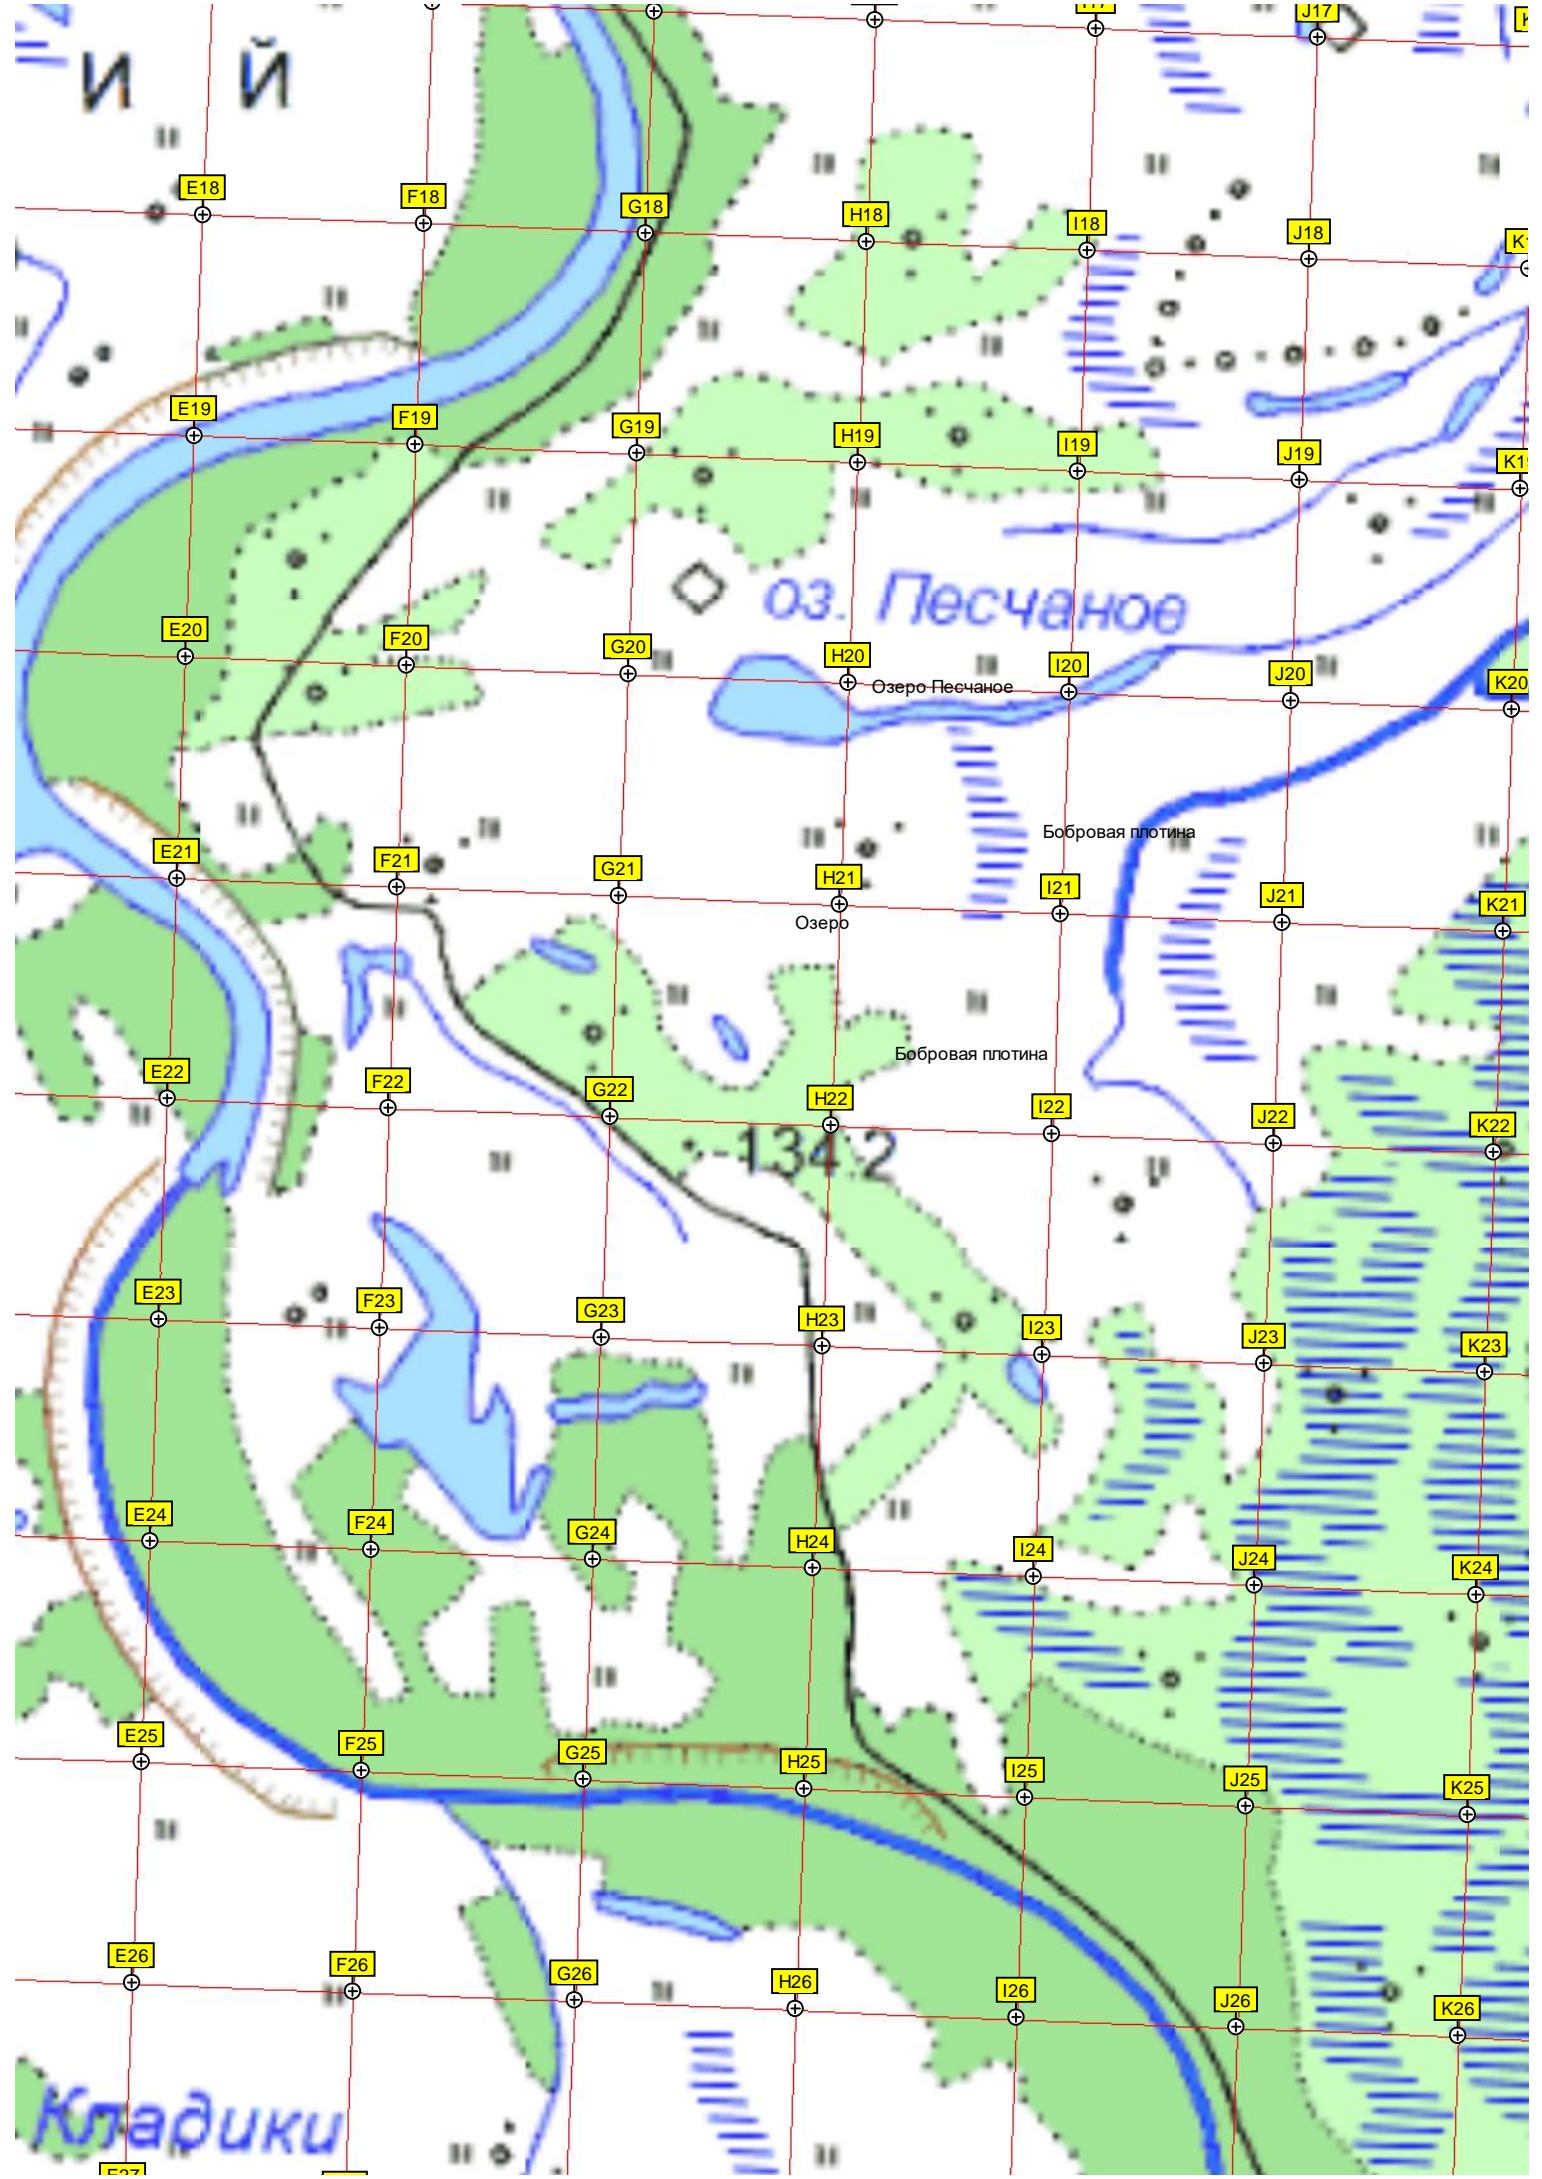 J17
И Й
E18 F18 G18 H18 I18 J18
E19 F19 G19 H19 I19 J19
оз. Песчаное
E20 F20 G20 H20 I20 J20 K20
Озеро Песчаное
Бобровая плотина
E21 F21 G21 H21 I21 J21 K21
Озеро
Бобровая плотина
E22 F22 G22 H22 I22 J22 K22
134.2
E23 F23 G23 H23 I23 J23 K23
E24 F24 G24 H24 I24 J24 K24
E25 F25 G25 H25 I25 J25 K25
E26 F26 G26 H26 I26 J26 K26
Кладики
E27